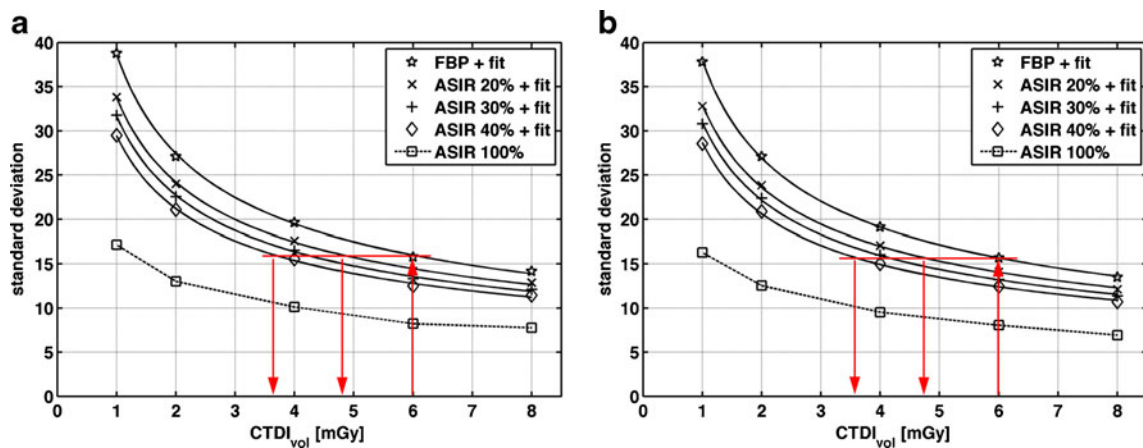 a
40
35
30
25
20
15
10
5
0
standard deviation
FBP + fit
ASIR 20% + fit
ASIR 30% + fit
ASIR 40% + fit
ASIR 100%
0 1 2 3 4 5 6 7 8
CTDIvol [mGy]
b
40
35
30
25
20
15
10
5
0
standard deviation
FBP + fit
ASIR 20% + fit
ASIR 30% + fit
ASIR 40% + fit
ASIR 100%
0 1 2 3 4 5 6 7 8
CTDIvol [mGy]